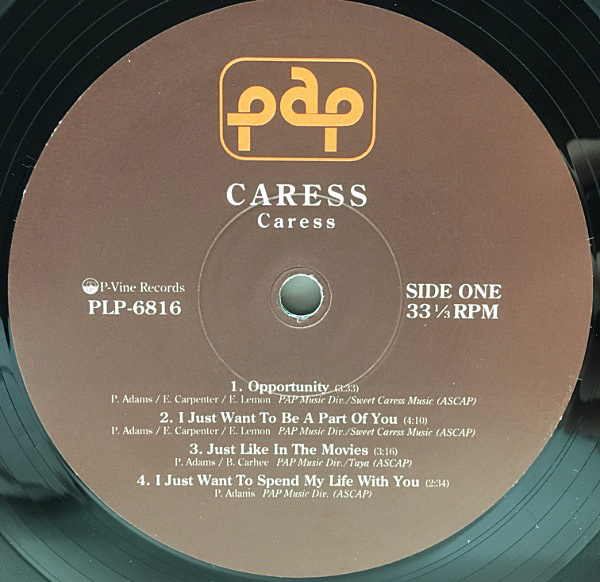 pap
CARESS
Caress
P-Vine Records
PLP-6816
SIDE ONE
33 ⅓ RPM
1. Opportunity (3:33)
P. Adams / E. Carpenter / E. Lemon PAP Music Div./Sweet Caress Music (ASCAP)
2. I Just Want To Be A Part Of You (4:10)
P. Adams / E. Carpenter / E. Lemon PAP Music Div./Sweet Caress Music (ASCAP)
3. Just Like In The Movies (3:16)
P. Adams / B. Carhee PAP Music Div./Taya (ASCAP)
4. I Just Want To Spend My Life With You (2:34)
P. Adams PAP Music Div. (ASCAP)